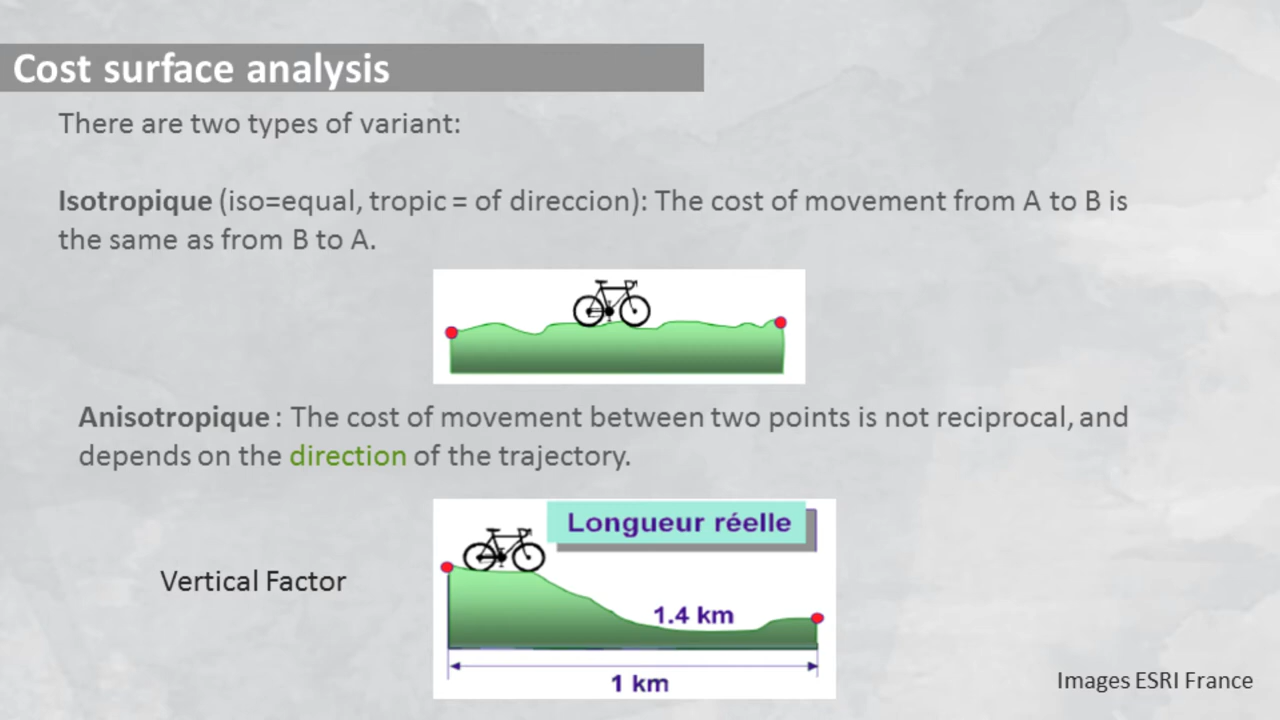 Cost surface analysis
There are two types of variant:
Isotropique (iso=equal, tropic = of direccion): The cost of movement from A to B is
the same as from B to A.
Anisotropique : The cost of movement between two points is not reciprocal, and
depends on the direction of the trajectory.
Longueur réelle
Vertical Factor
1.4 km
1 km
Images ESRI France